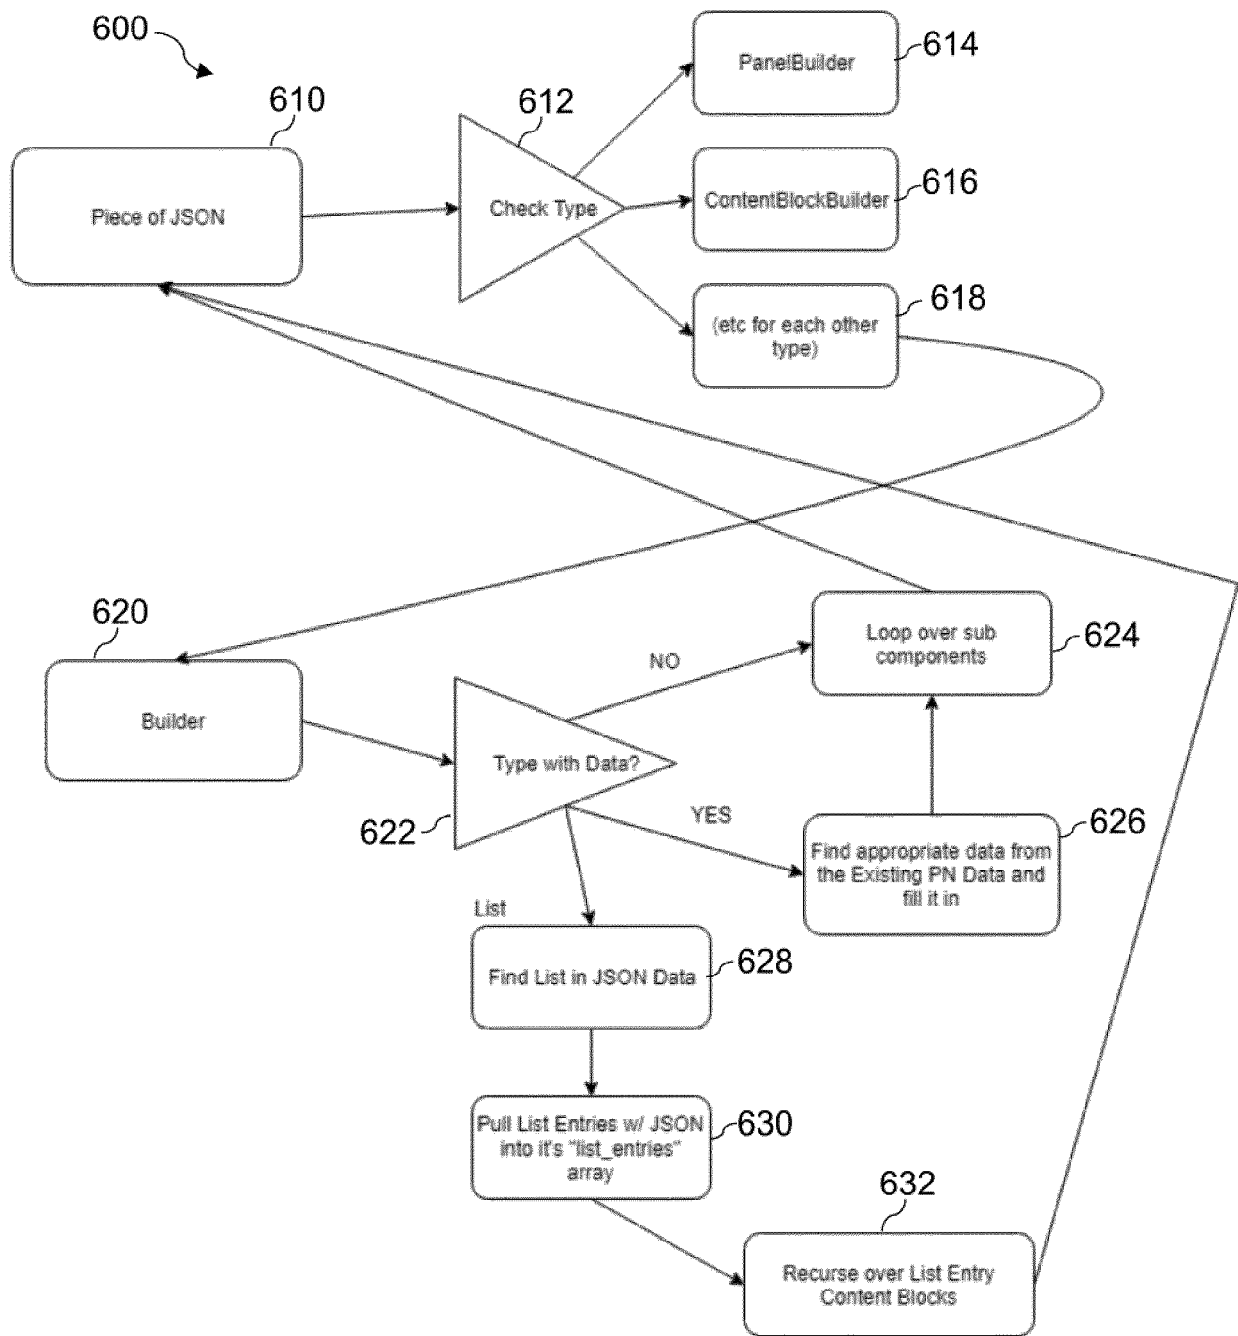 600
610
Piece of JSON
612
Check Type
614
PanelBuilder
616
ContentBlockBuilder
618
(etc for each other
type)
620
Builder
622
Type with Data?
NO
624
Loop over sub
components
YES
626
Find appropriate data from
the Existing PN Data and
fill it in
List
628
Find List in JSON Data
630
Pull List Entries w/ JSON
into it's "list_entries"
array
632
Recurse over List Entry
Content Blocks